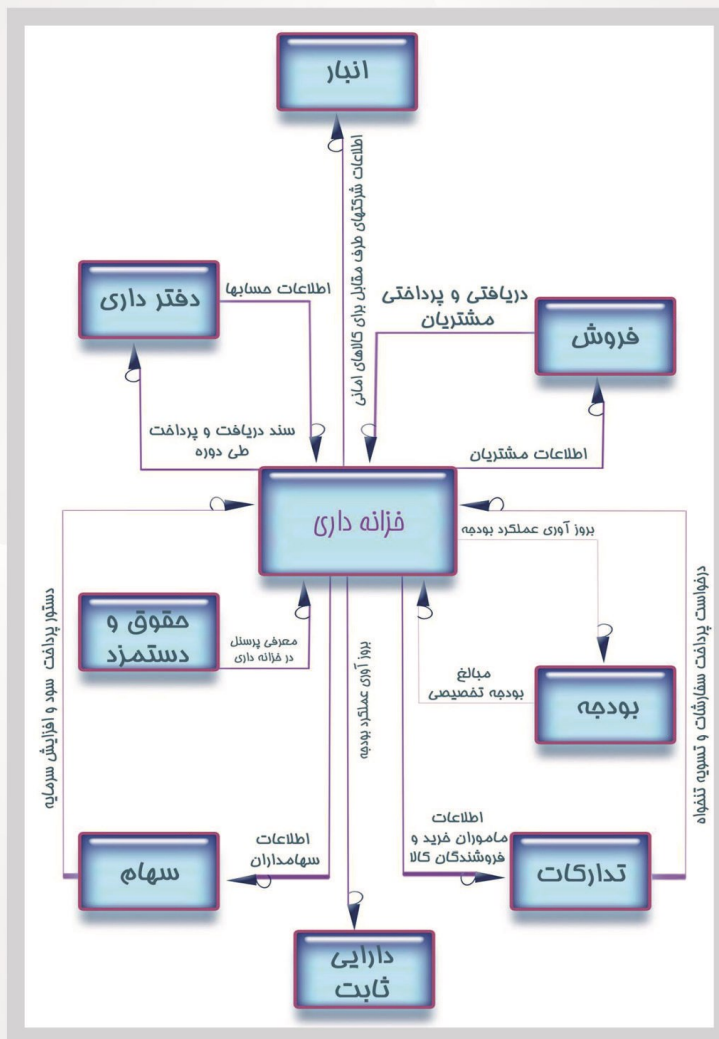 انبار
اطلاعات شرکتهای طرف مقابل برای کالاهای امانی
دفتر داری
اطلاعات حسابها
دریافتی و پرداختی
مشتریان
فروش
سند دریافت و پرداخت
طی دوره
اطلاعات مشتریان
خزانه داری
بروز آوری عملکرد بودجه
دستور پرداخت سود و افزایش سرمایه
حقوق و
دستمزد
معرفی پرسنل
در خزانه داری
بروز آوری عملکرد بودجه
مبالغ
بودجه تخصیصی
بودجه
درخواست پرداخت سفارشات و تسویه تنخواه
سهام
اطلاعات
سهامداران
اطلاعات
ماموران خرید و
فروشندگان کالا
تدارکات
دارایی
ثابت